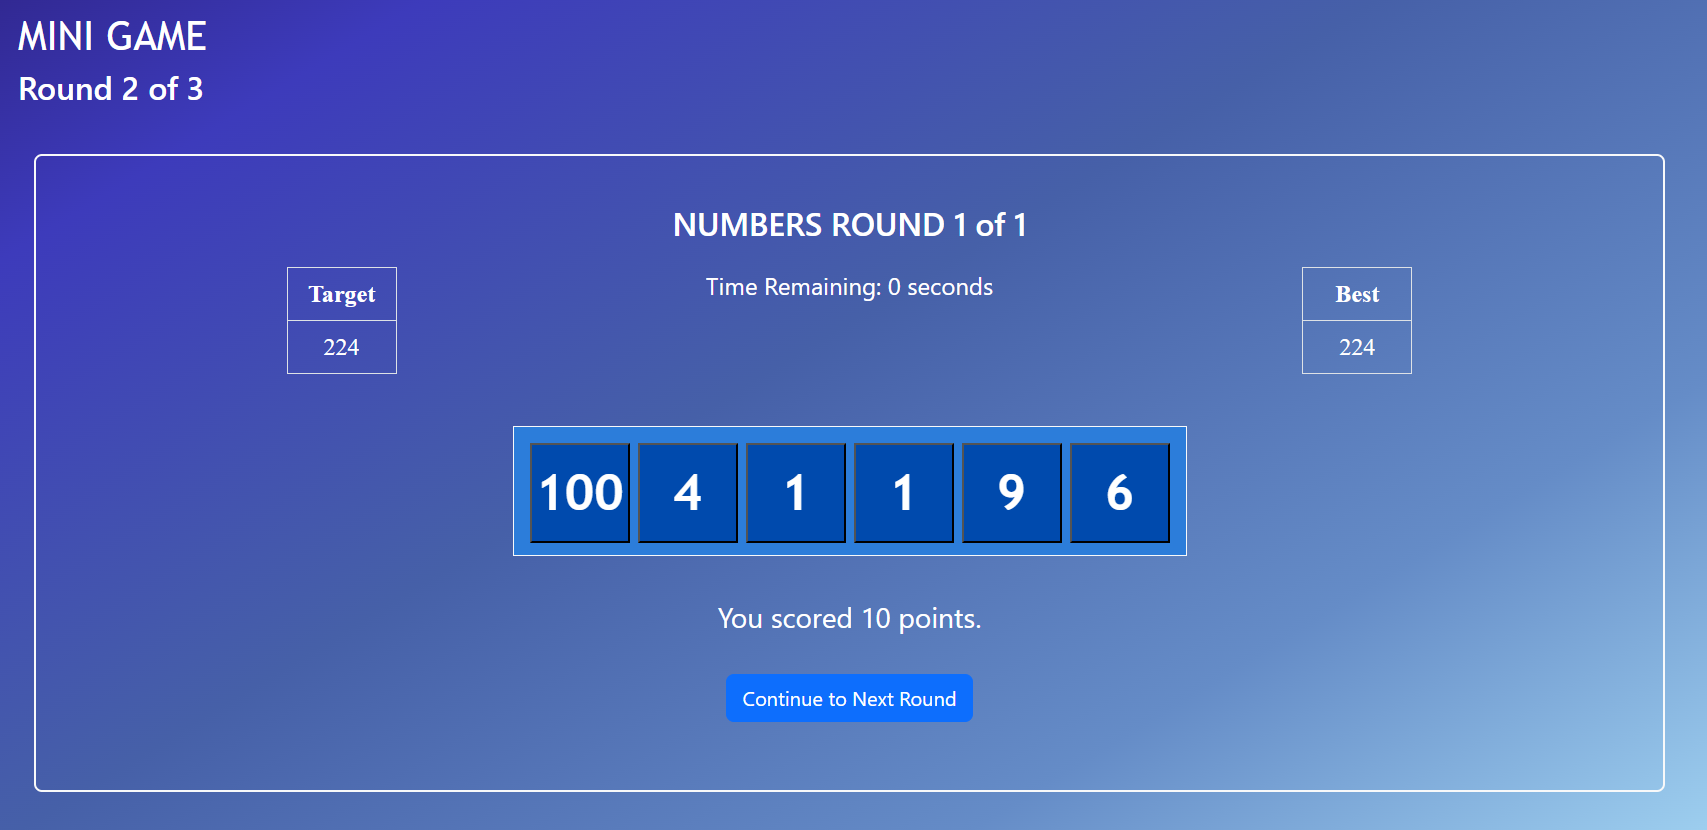 MINI GAME
Round 2 of 3
NUMBERS ROUND 1 of 1
Target
224
Time Remaining: 0 seconds
Best
224
100 4 1 1 9 6
You scored 10 points.
Continue to Next Round